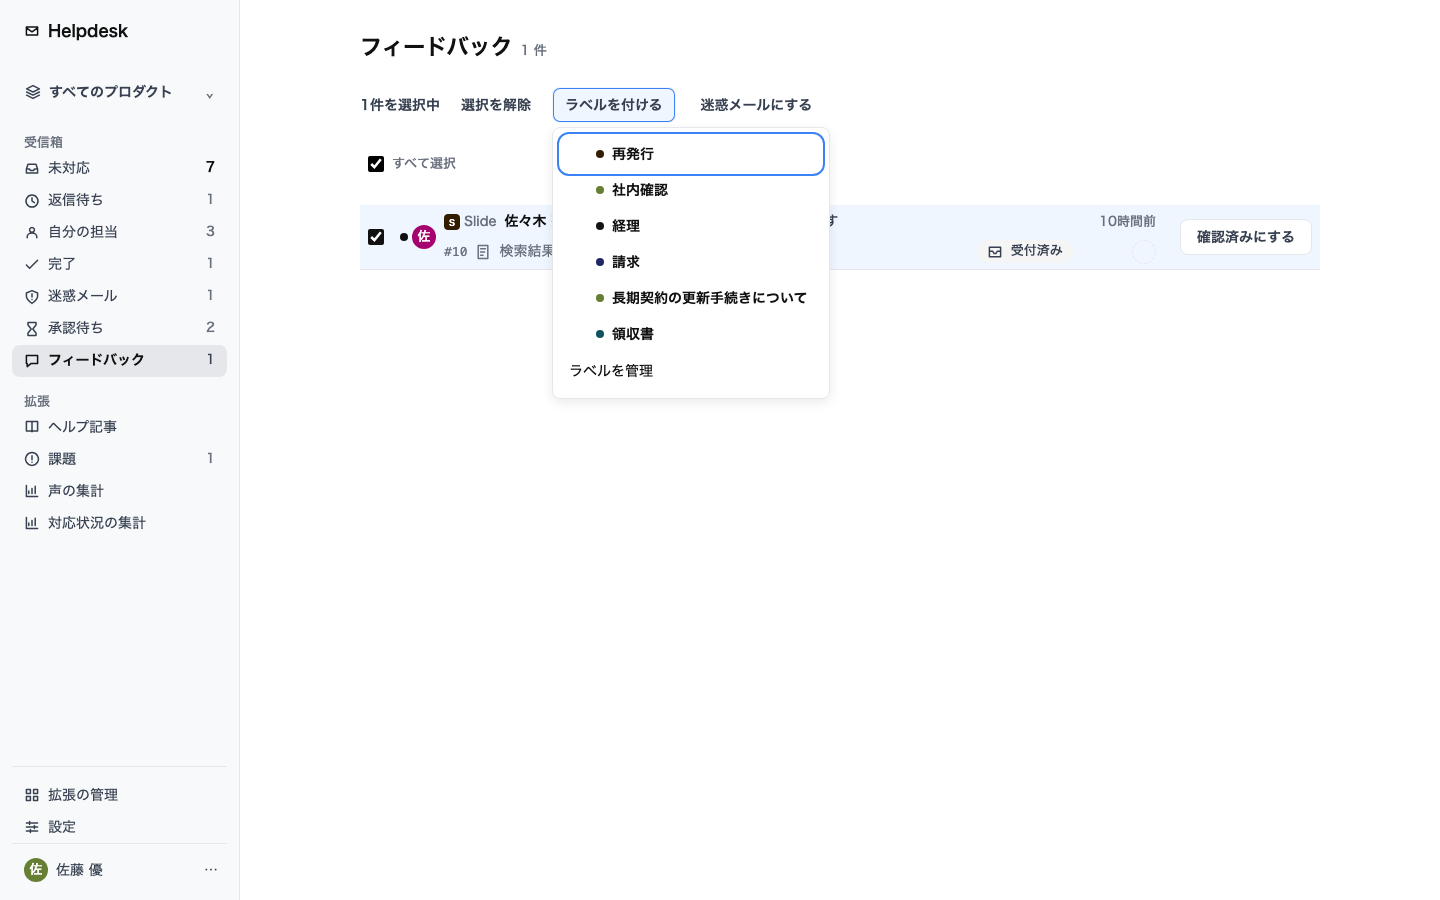 Helpdesk
すべてのプロダクト
受信箱
未対応 7
返信待ち 1
自分の担当 3
完了 1
迷惑メール 1
承認待ち 2
フィードバック 1
拡張
ヘルプ記事
課題 1
声の集計
対応状況の集計
拡張の管理
設定
佐 佐藤 優 …
フィードバック 1 件
1件を選択中 選択を解除 ラベルを付ける 迷惑メールにする
すべて選択
再発行
社内確認
経理
請求
長期契約の更新手続きについて
領収書
ラベルを管理
佐 S Slide 佐々木 す 10時間前
#10 検索結果 受付済み
確認済みにする